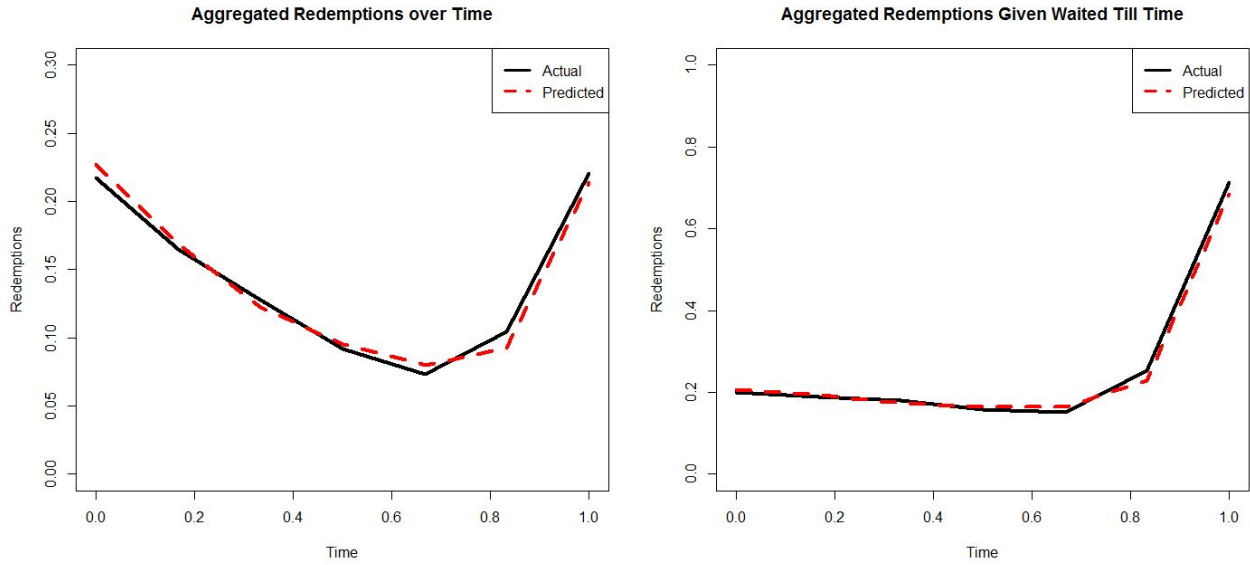 Aggregated Redemptions over Time
Actual
Predicted
0.30
0.25
0.20
0.15
0.10
0.05
0.00
Redemptions
0.0 0.2 0.4 0.6 0.8 1.0
Time
Aggregated Redemptions Given Waited Till Time
Actual
Predicted
1.0
0.8
0.6
0.4
0.2
0.0
Redemptions
0.0 0.2 0.4 0.6 0.8 1.0
Time